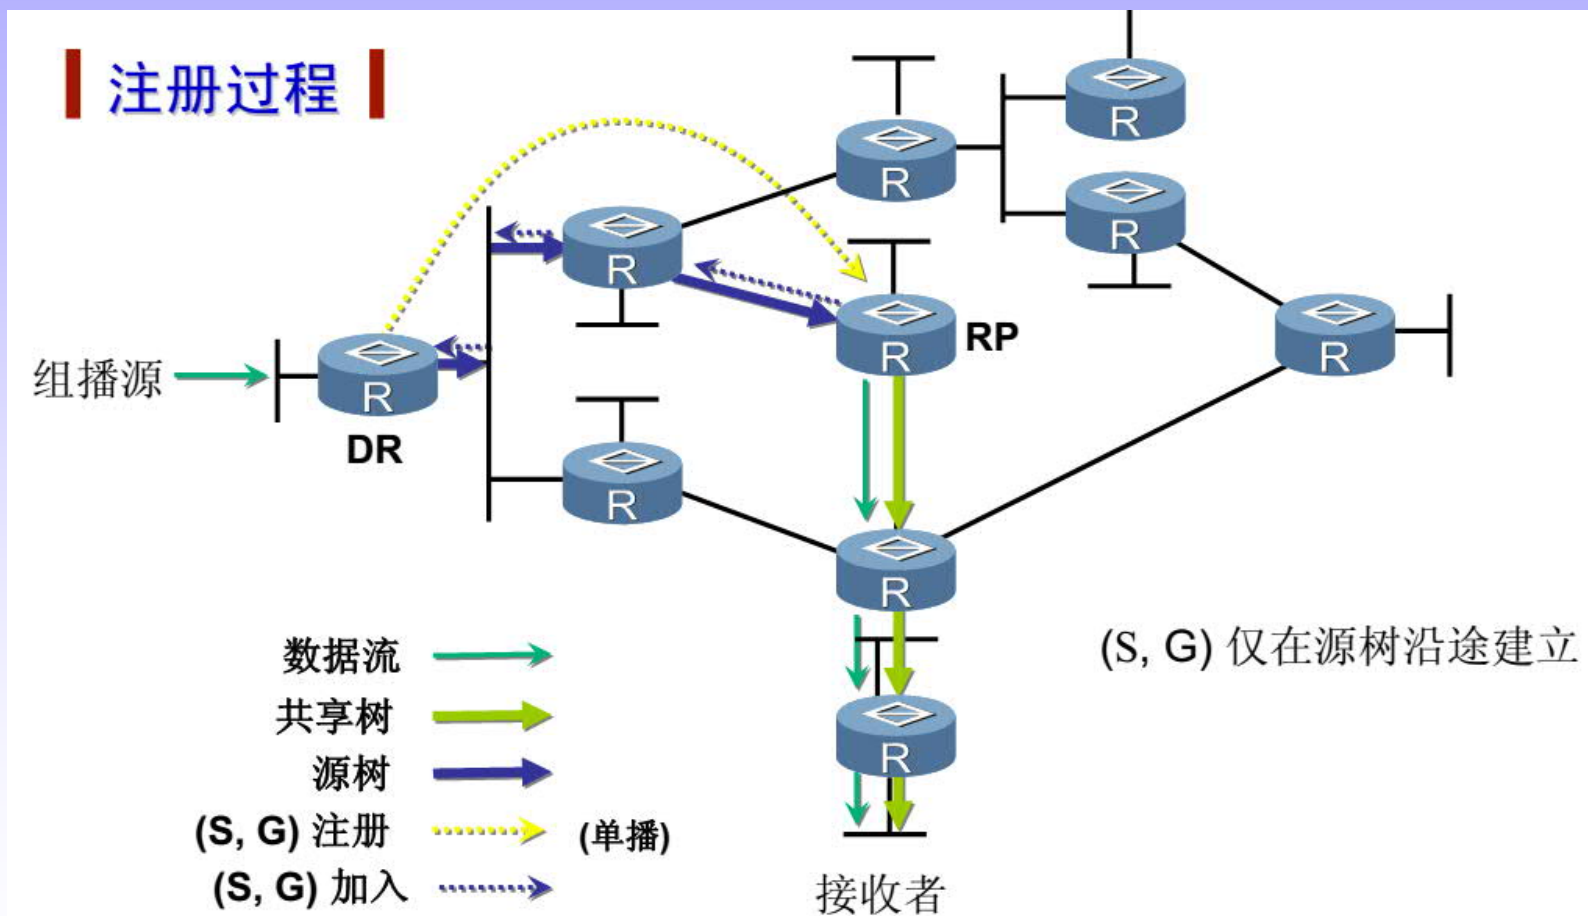 注册过程
R
R
R
R
R
RP
R
组播源
R
DR
R
R
(S, G) 仅在源树沿途建立
R
数据流
共享树
源树
(S, G) 注册 (单播)
(S, G) 加入
接收者